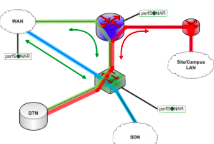 perfSONAR
WAN
perfSONAR
Site/Campus
LAN
perfSONAR
DTN
SDN